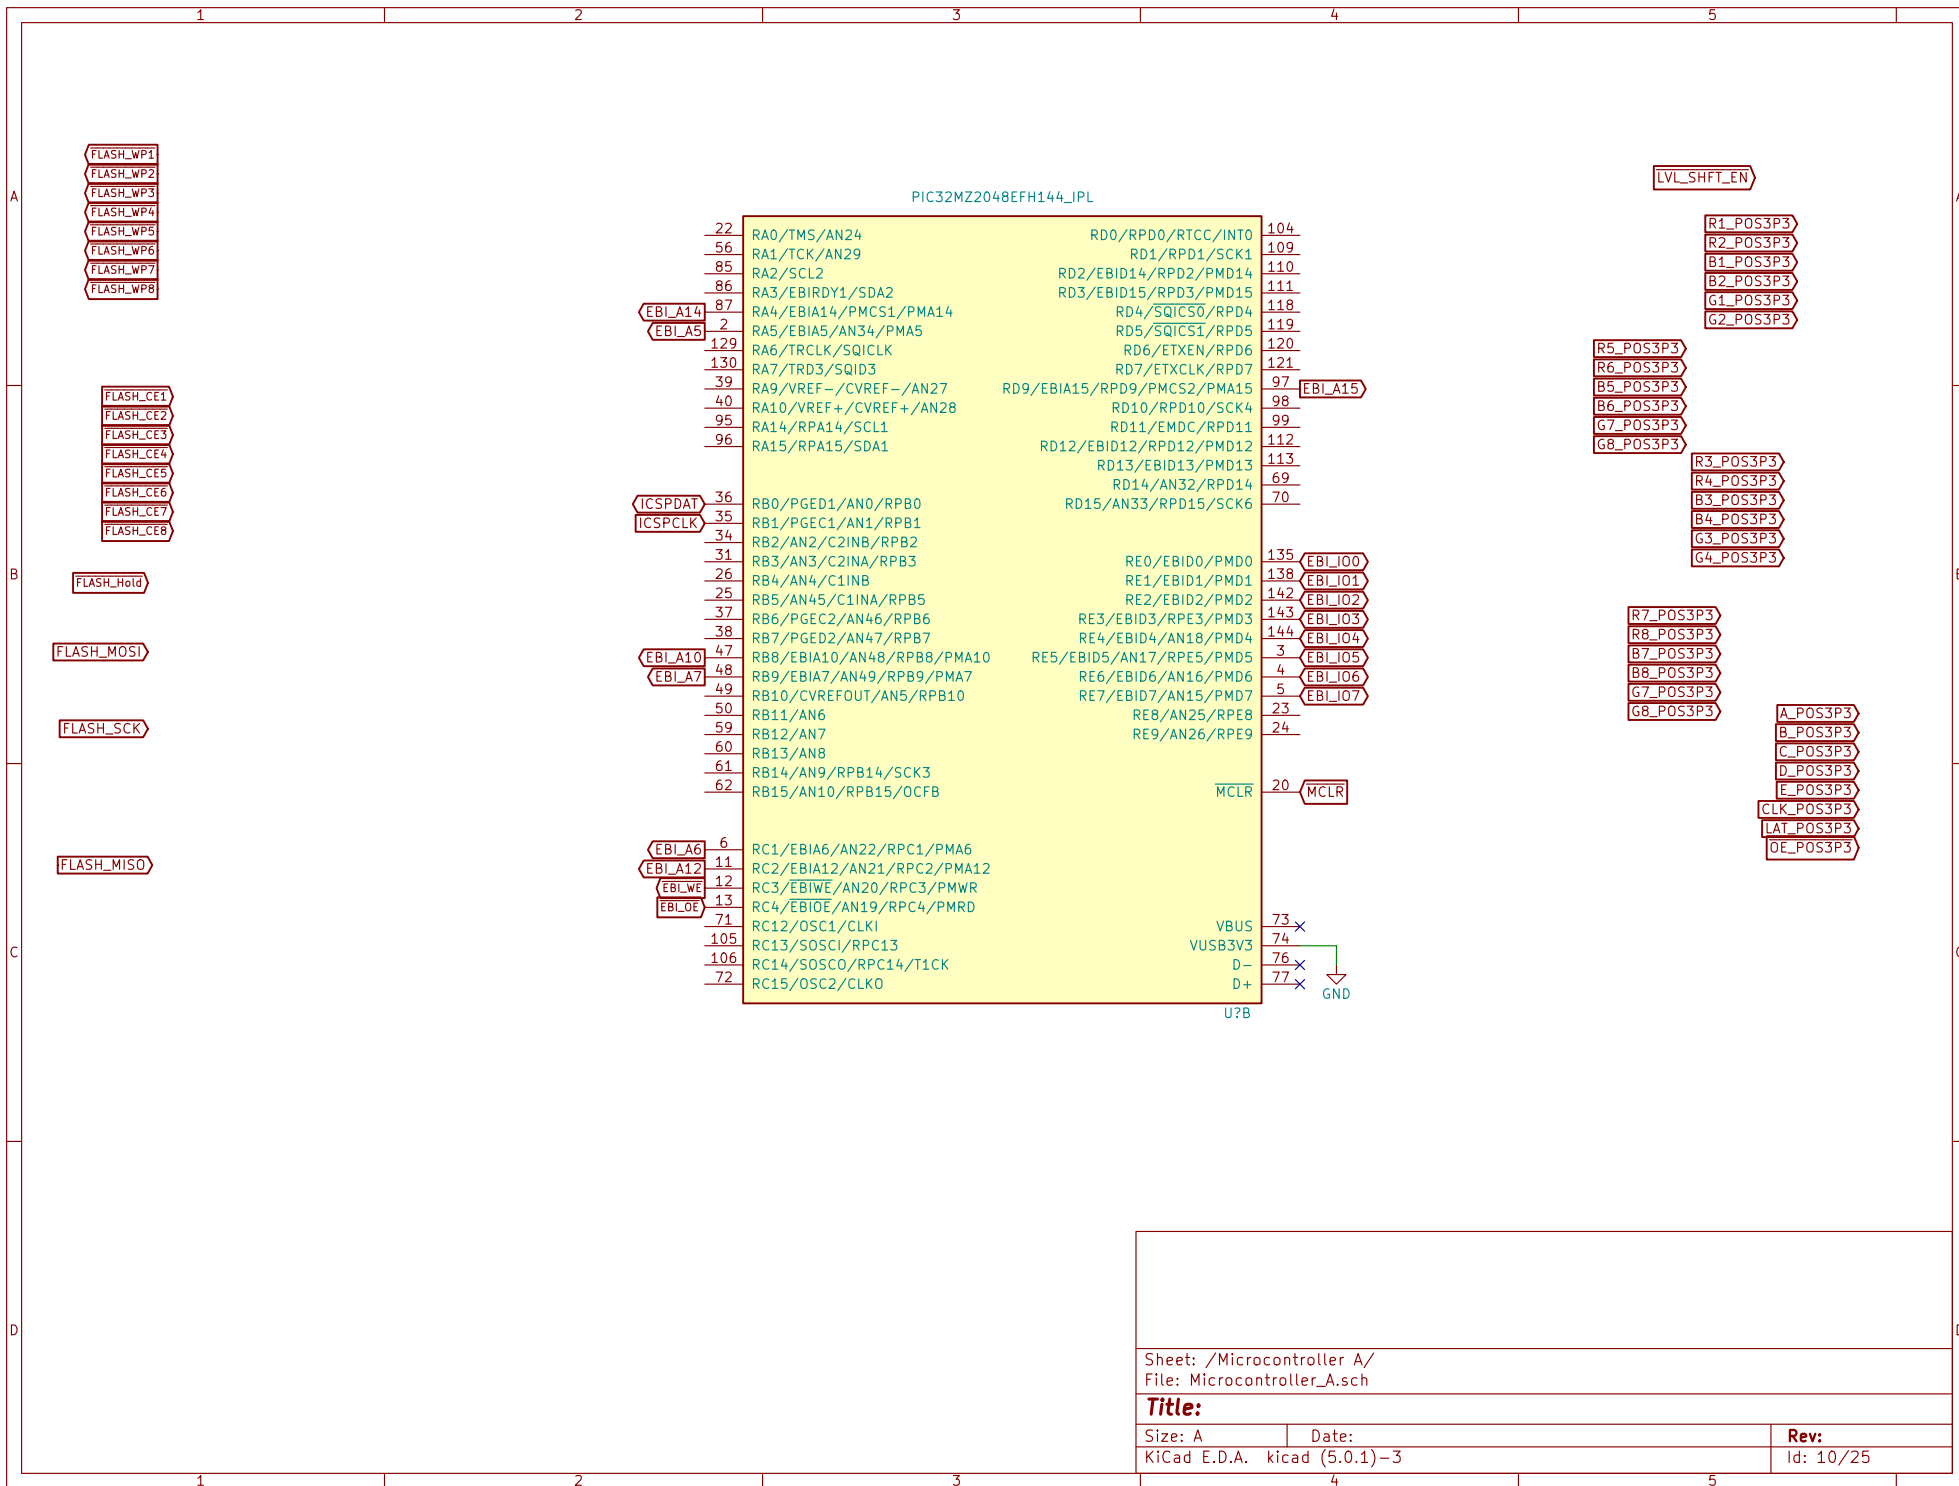 1 2 3 4 5
A
B
C
D
FLASH_WP1
FLASH_WP2
FLASH_WP3
FLASH_WP4
FLASH_WP5
FLASH_WP6
FLASH_WP7
FLASH_WP8
FLASH_CE1
FLASH_CE2
FLASH_CE3
FLASH_CE4
FLASH_CE5
FLASH_CE6
FLASH_CE7
FLASH_CE8
FLASH_Hold
FLASH_MOSI
FLASH_SCK
FLASH_MISO
PIC32MZ2048EFH144_IPL
22 RA0/TMS/AN24
56 RA1/TCK/AN29
85 RA2/SCL2
86 RA3/EBIRDY1/SDA2
EBI_A14 87 RA4/EBIA14/PMCS1/PMA14
EBI_A5 2 RA5/EBIA5/AN34/PMA5
129 RA6/TRCLK/SQICLK
130 RA7/TRD3/SQID3
39 RA9/VREF-/CVREF-/AN27
40 RA10/VREF+/CVREF+/AN28
95 RA14/RPA14/SCL1
96 RA15/RPA15/SDA1
ICSPDAT 36 RB0/PGED1/AN0/RPB0
ICSPCLK 35 RB1/PGEC1/AN1/RPB1
34 RB2/AN2/C2INB/RPB2
31 RB3/AN3/C2INA/RPB3
26 RB4/AN4/C1INB
25 RB5/AN45/C1INA/RPB5
37 RB6/PGEC2/AN46/RPB6
38 RB7/PGED2/AN47/RPB7
EBI_A10 47 RB8/EBIA10/AN48/RPB8/PMA10
EBI_A7 48 RB9/EBIA7/AN49/RPB9/PMA7
49 RB10/CVREFOUT/AN5/RPB10
50 RB11/AN6
59 RB12/AN7
60 RB13/AN8
61 RB14/AN9/RPB14/SCK3
62 RB15/AN10/RPB15/OCFB
EBI_A6 6 RC1/EBIA6/AN22/RPC1/PMA6
EBI_A12 11 RC2/EBIA12/AN21/RPC2/PMA12
EBI_WE 12 RC3/EBIWE/AN20/RPC3/PMWR
EBI_OE 13 RC4/EBIOE/AN19/RPC4/PMRD
71 RC12/OSC1/CLKI
105 RC13/SOSCI/RPC13
106 RC14/SOSCO/RPC14/T1CK
72 RC15/OSC2/CLKO
RD0/RPD0/RTCC/INT0 104
RD1/RPD1/SCK1 109
RD2/EBID14/RPD2/PMD14 110
RD3/EBID15/RPD3/PMD15 111
RD4/SQICS0/RPD4 118
RD5/SQICS1/RPD5 119
RD6/ETXEN/RPD6 120
RD7/ETXCLK/RPD7 121
RD9/EBIA15/RPD9/PMCS2/PMA15 97 EBI_A15
RD10/RPD10/SCK4 98
RD11/EMDC/RPD11 99
RD12/EBID12/RPD12/PMD12 112
RD13/EBID13/PMD13 113
RD14/AN32/RPD14 69
RD15/AN33/RPD15/SCK6 70
RE0/EBID0/PMD0 135 EBI_IO0
RE1/EBID1/PMD1 138 EBI_IO1
RE2/EBID2/PMD2 142 EBI_IO2
RE3/EBID3/RPE3/PMD3 143 EBI_IO3
RE4/EBID4/AN18/PMD4 144 EBI_IO4
RE5/EBID5/AN17/RPE5/PMD5 3 EBI_IO5
RE6/EBID6/AN16/PMD6 4 EBI_IO6
RE7/EBID7/AN15/PMD7 5 EBI_IO7
RE8/AN25/RPE8 23
RE9/AN26/RPE9 24
MCLR 20 MCLR
VBUS 73
VUSB3V3 74
D- 76
D+ 77
GND
U?B
LVL_SHFT_EN
R1_POS3P3
R2_POS3P3
B1_POS3P3
B2_POS3P3
G1_POS3P3
G2_POS3P3
R5_POS3P3
R6_POS3P3
B5_POS3P3
B6_POS3P3
G7_POS3P3
G8_POS3P3
R3_POS3P3
R4_POS3P3
B3_POS3P3
B4_POS3P3
G3_POS3P3
G4_POS3P3
R7_POS3P3
R8_POS3P3
B7_POS3P3
B8_POS3P3
G7_POS3P3
G8_POS3P3
A_POS3P3
B_POS3P3
C_POS3P3
D_POS3P3
E_POS3P3
CLK_POS3P3
LAT_POS3P3
OE_POS3P3
Sheet: /Microcontroller A/
File: Microcontroller_A.sch
Title:
Size: A Date: Rev:
KiCad E.D.A. kicad (5.0.1)-3 Id: 10/25
1 2 3 4 5